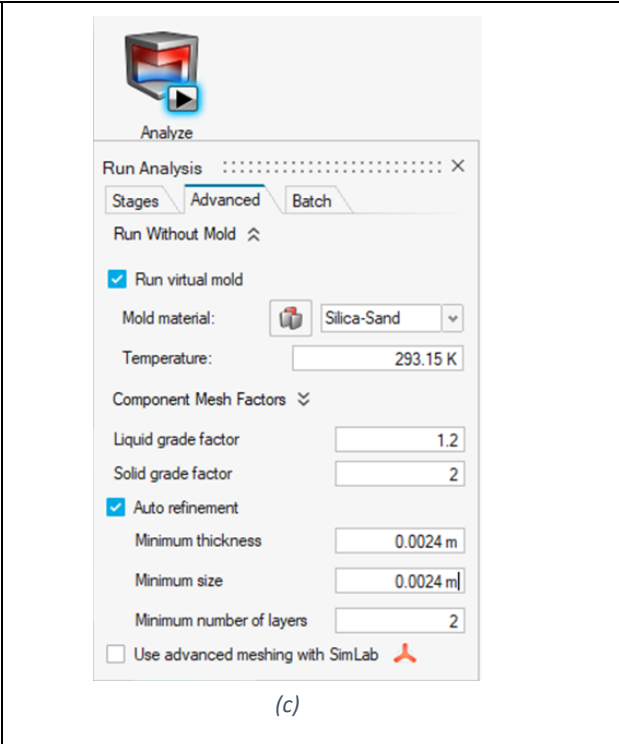 Analyze
Run Analysis
Stages Advanced Batch
Run Without Mold
Run virtual mold
Mold material: Silica-Sand
Temperature: 293.15 K
Component Mesh Factors
Liquid grade factor 1.2
Solid grade factor 2
Auto refinement
Minimum thickness 0.0024 m
Minimum size 0.0024 m
Minimum number of layers 2
Use advanced meshing with SimLab
(c)